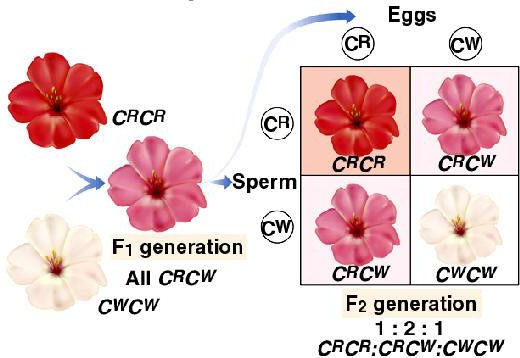 Eggs
CR CW
CRCR
CR
CRCR CRCW
Sperm
CW
F1 generation
All CRCW
CWCW
CRCW CWCW
F2 generation
1 : 2 : 1
CRCR:CRCW:CWCW